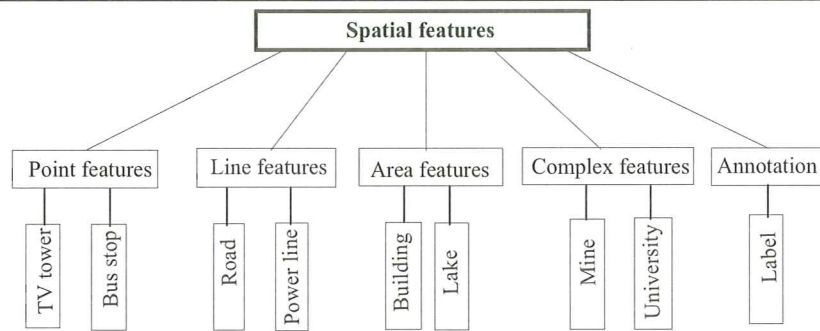 Spatial features
Point features
Line features
Area features
Complex features
Annotation
TV tower
Bus stop
Road
Power line
Building
Lake
Mine
University
Label